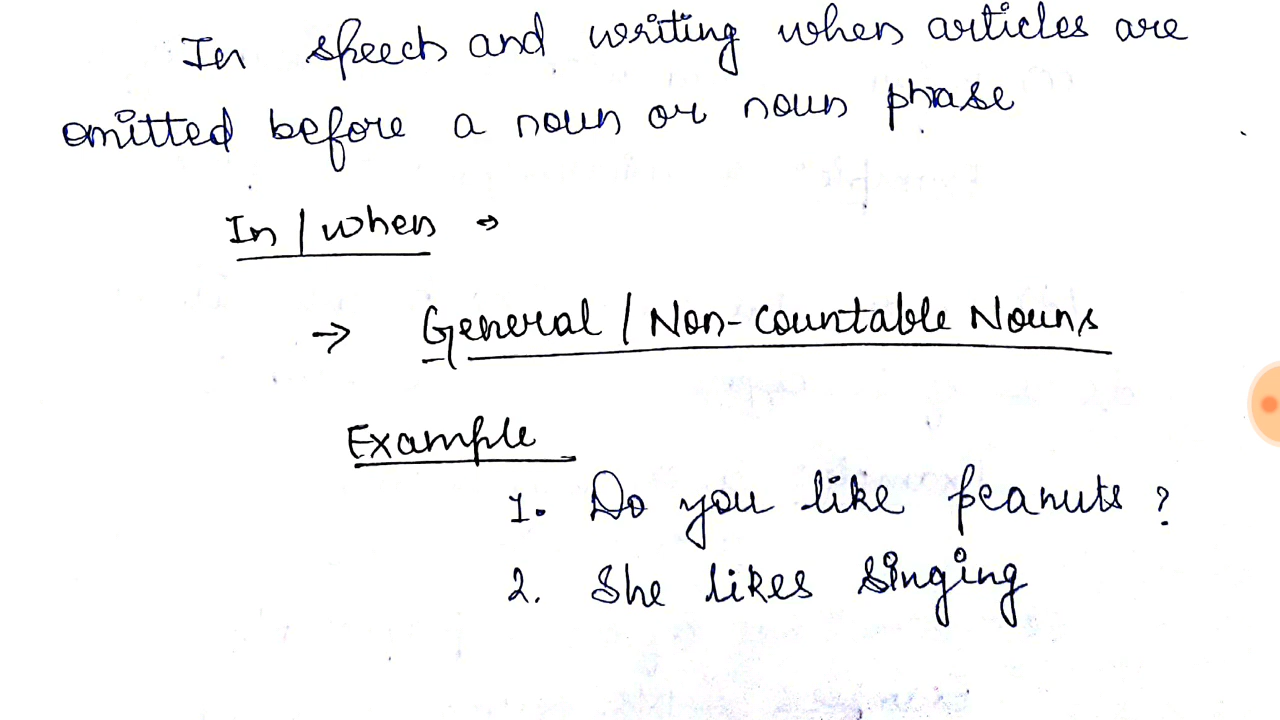 In speech and writing when articles are
omitted before a noun or noun phrase
In / when →
→ General / Non-countable Nouns
Example
1. Do you like peanuts ?
2. She likes singing